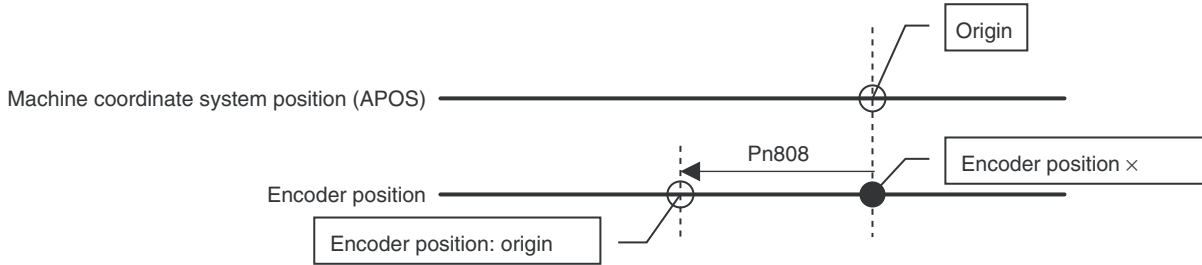 Origin
Machine coordinate system position (APOS)
Pn808
Encoder position ×
Encoder position
Encoder position: origin